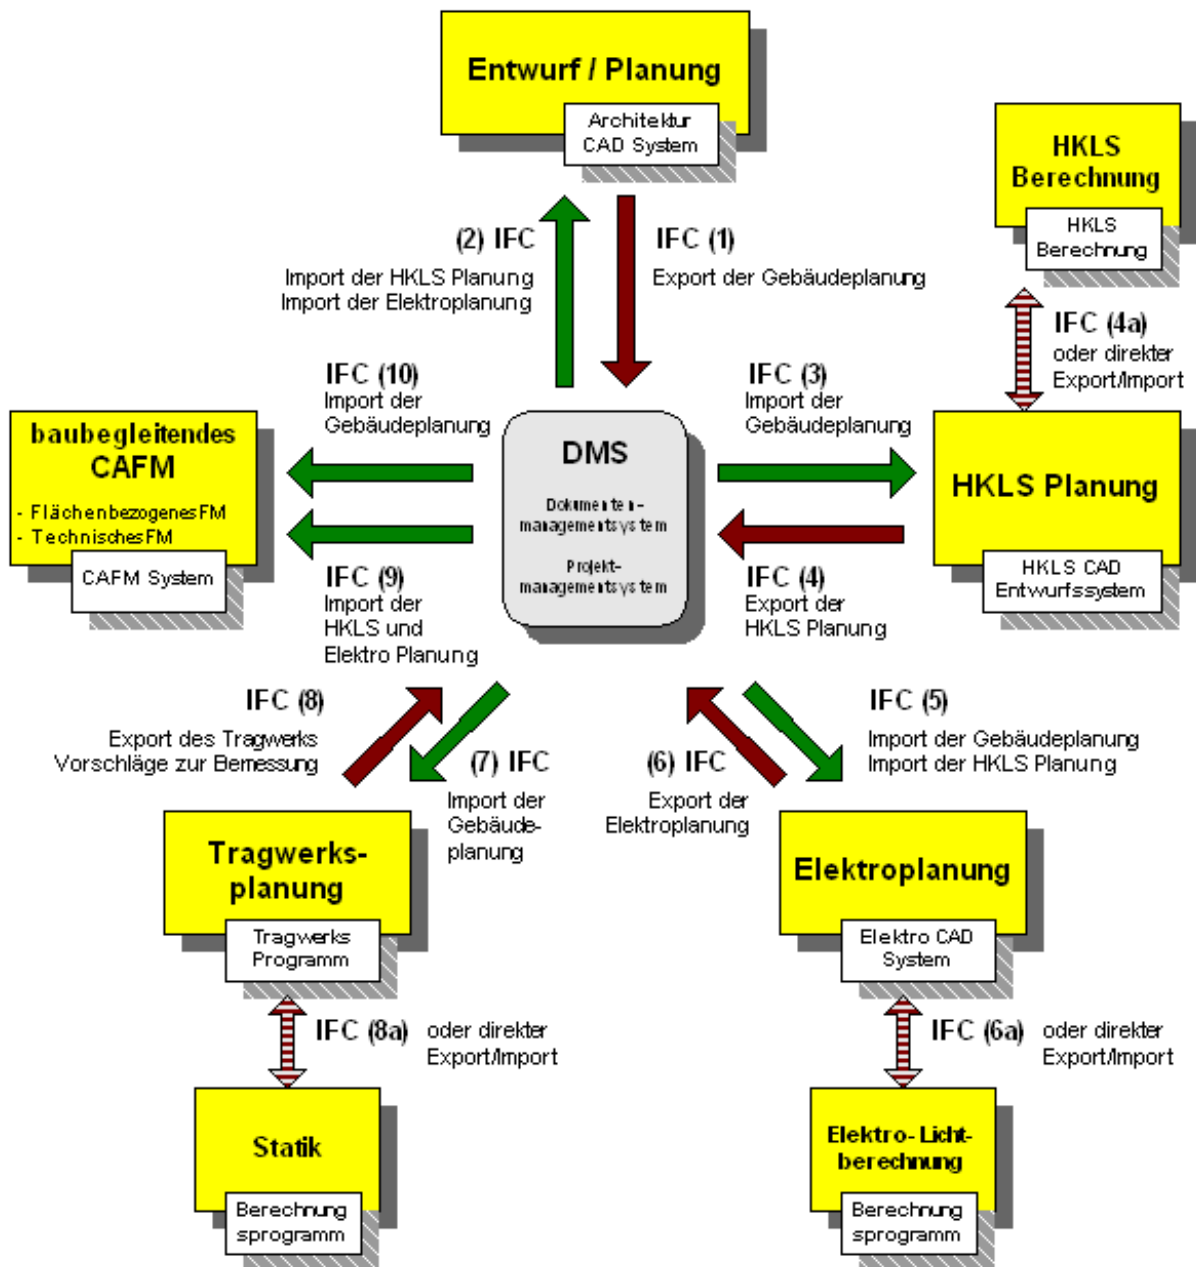 Entwurf / Planung
Architektur
CAD System
HKLS
Berechnung
HKLS
Berechnung
(2) IFC
Import der HKLS Planung
Import der Elektroplanung
IFC (1)
Export der Gebäudeplanung
IFC (4a)
oder direkter
Export/Import
IFC (10)
Import der
Gebäudeplanung
IFC (3)
Import der
Gebäudeplanung
baubegleitendes
CAFM
- FlächenbezogenesFM
- TechnischesFM
CAFM System
DMS
Dokumenten-
managementsystem
Projekt-
managementsystem
HKLS Planung
HKLS CAD
Entwurfssystem
IFC (9)
Import der
HKLS und
Elektro Planung
IFC (4)
Export der
HKLS Planung
IFC (8)
Export des Tragwerks
Vorschläge zur Bemessung
(7) IFC
Import der
Gebäude-
planung
(6) IFC
Export der
Elektroplanung
IFC (5)
Import der Gebäudeplanung
Import der HKLS Planung
Tragwerks-
planung
Tragwerks
Programm
Elektroplanung
Elektro CAD
System
IFC (8a)
oder direkter
Export/Import
IFC (6a)
oder direkter
Export/Import
Statik
Berechnung
sprogramm
Elektro-Licht-
berechnung
Berechnung
sprogramm